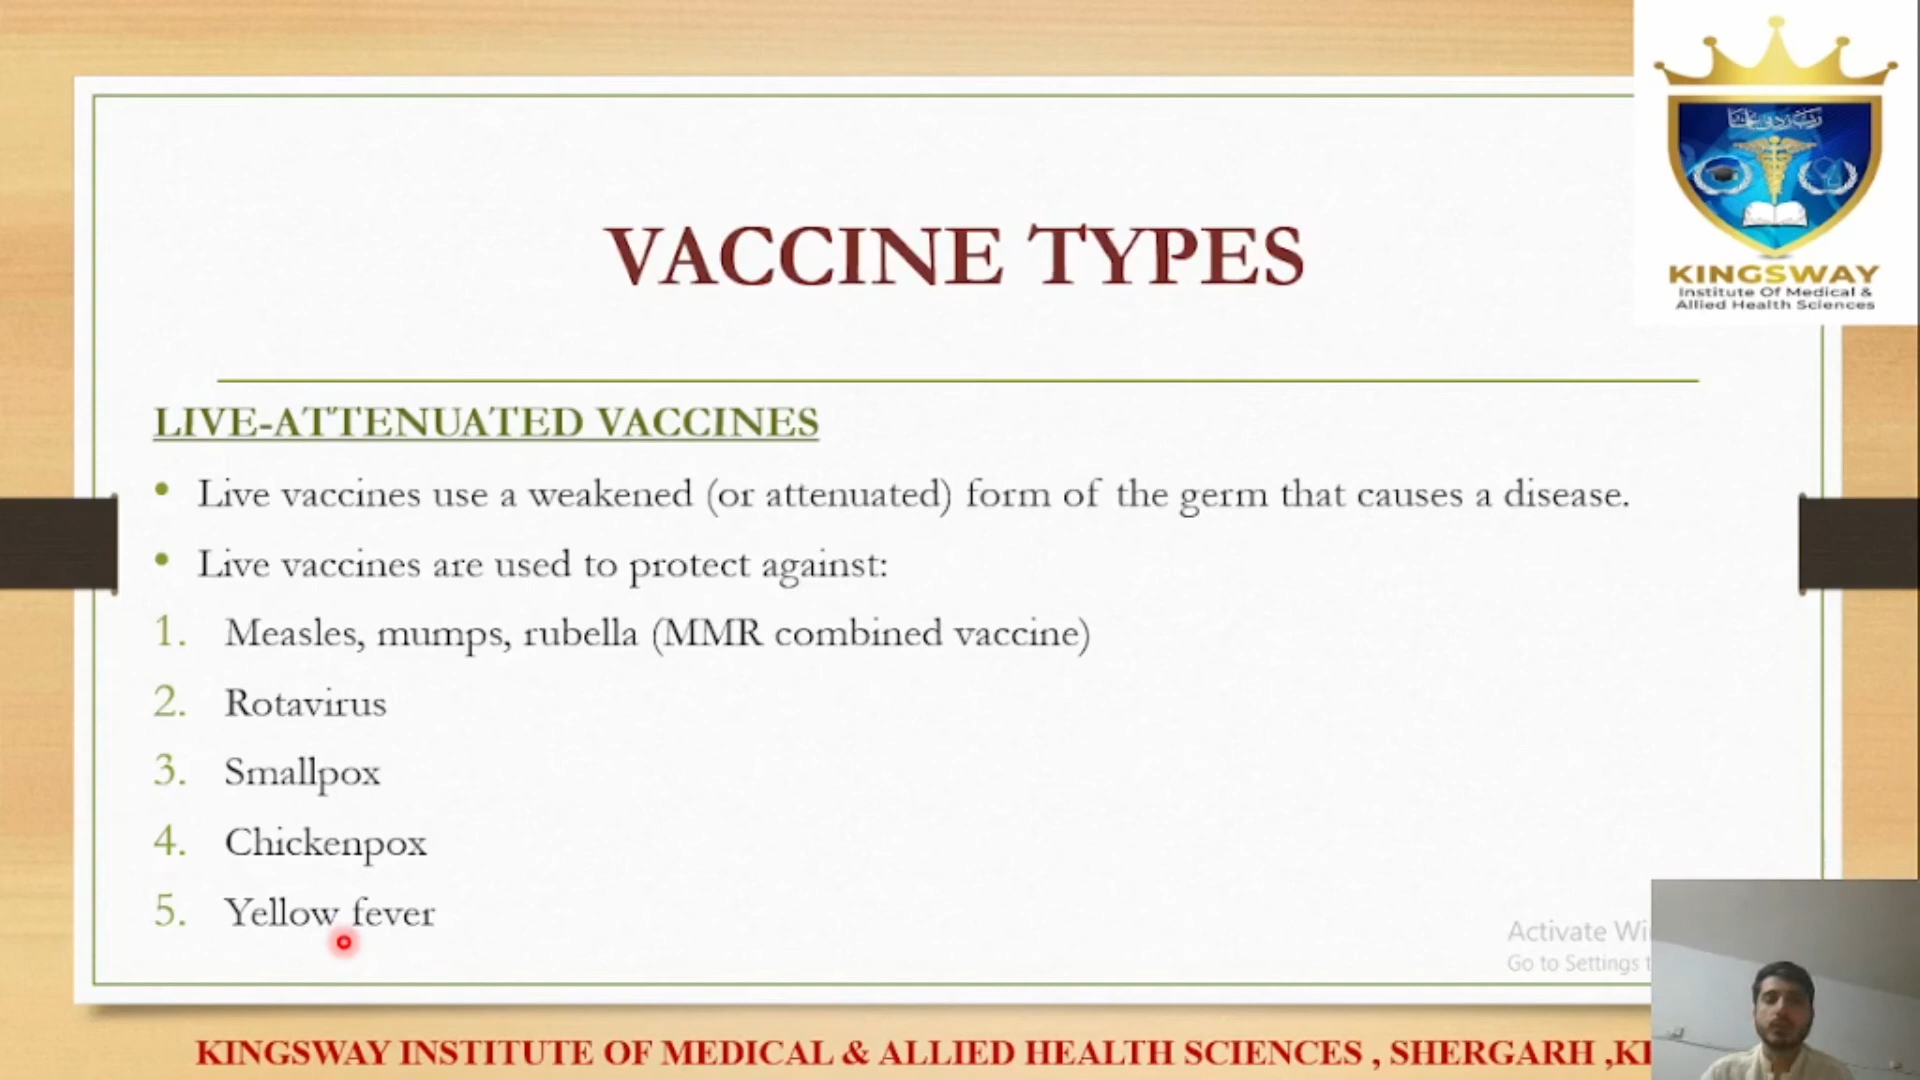 VACCINE TYPES
KINGSWAY
Institute Of Medical &
Allied Health Sciences
LIVE-ATTENUATED VACCINES
• Live vaccines use a weakened (or attenuated) form of the germ that causes a disease.
• Live vaccines are used to protect against:
1. Measles, mumps, rubella (MMR combined vaccine)
2. Rotavirus
3. Smallpox
4. Chickenpox
5. Yellow fever
Activate
Go to Settings
KINGSWAY INSTITUTE OF MEDICAL & ALLIED HEALTH SCIENCES , SHERGARH ,